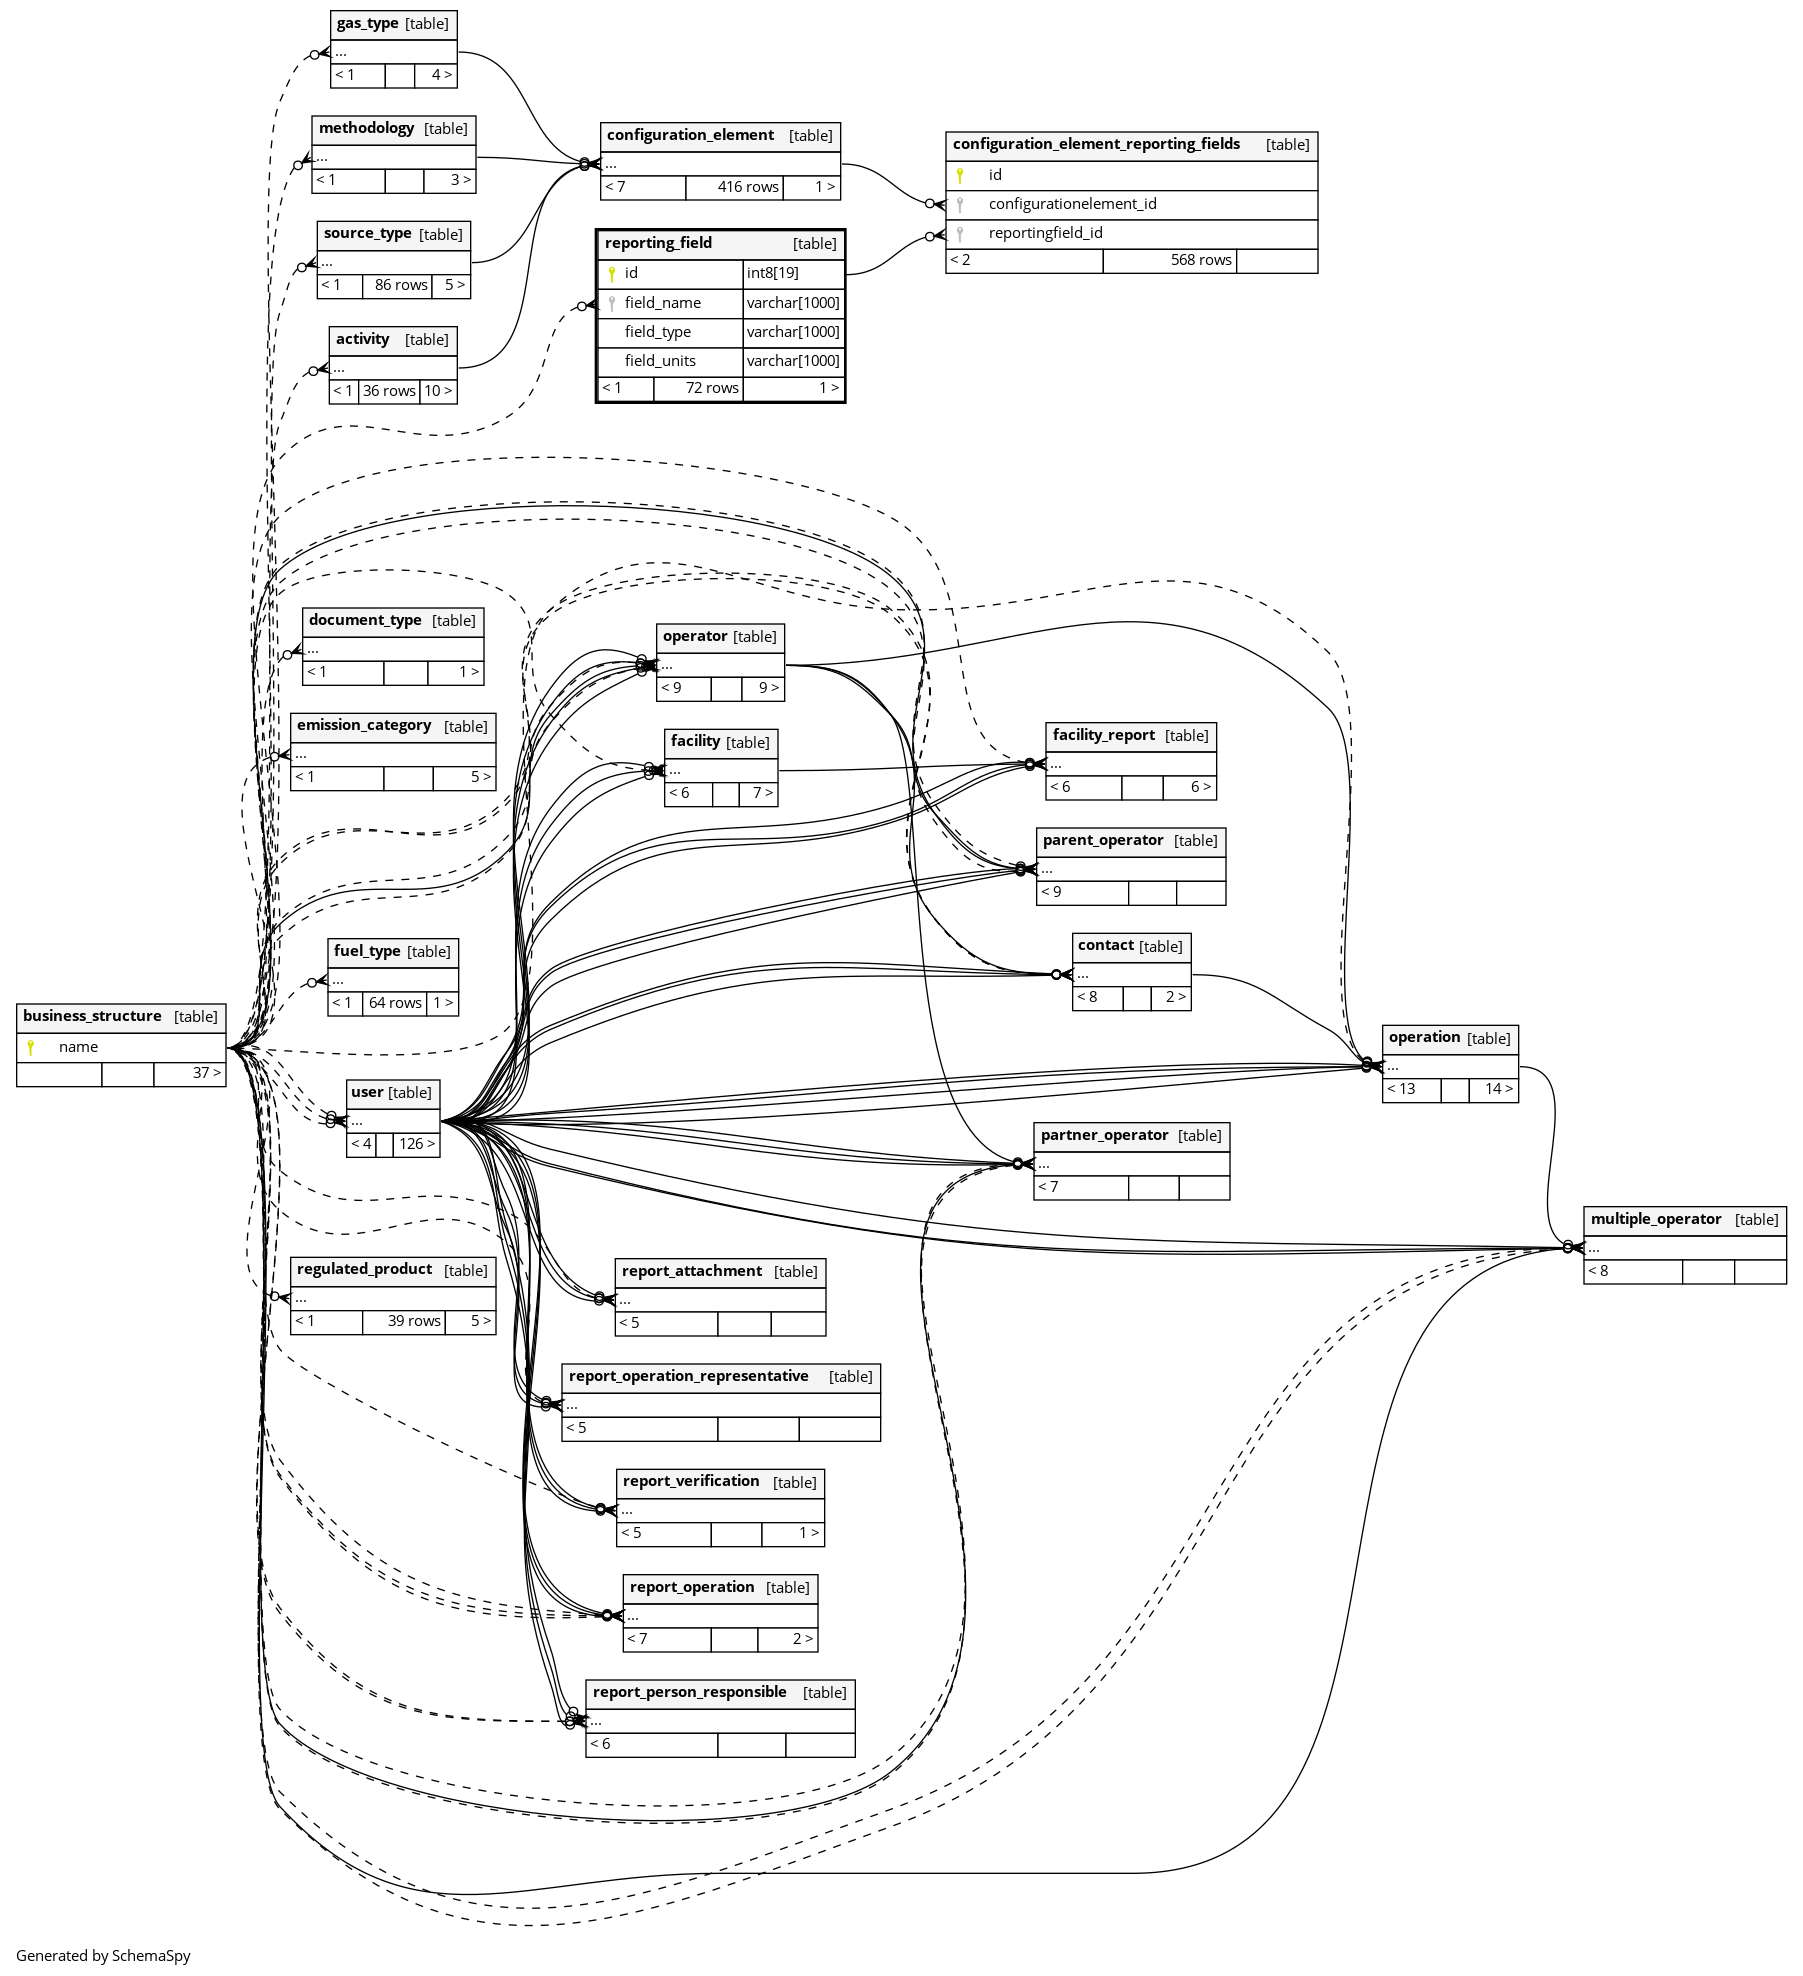 gas_type [table]
...
< 1 4 >
methodology [table]
...
< 1 3 >
source_type [table]
...
< 1 86 rows 5 >
activity [table]
...
< 1 36 rows 10 >
configuration_element [table]
...
< 7 416 rows 1 >
configuration_element_reporting_fields [table]
id
configurationelement_id
reportingfield_id
< 2 568 rows
reporting_field [table]
id int8[19]
field_name varchar[1000]
field_type varchar[1000]
field_units varchar[1000]
< 1 72 rows 1 >
document_type [table]
...
< 1 1 >
emission_category [table]
...
< 1 5 >
operator [table]
...
< 9 9 >
facility [table]
...
< 6 7 >
facility_report [table]
...
< 6 6 >
parent_operator [table]
...
< 9
fuel_type [table]
...
< 1 64 rows 1 >
contact [table]
...
< 8 2 >
business_structure [table]
name
37 >
operation [table]
...
< 13 14 >
user [table]
...
< 4 126 >
partner_operator [table]
...
< 7
multiple_operator [table]
...
< 8
regulated_product [table]
...
< 1 39 rows 5 >
report_attachment [table]
...
< 5
report_operation_representative [table]
...
< 5
report_verification [table]
...
< 5 1 >
report_operation [table]
...
< 7 2 >
report_person_responsible [table]
...
< 6
Generated by SchemaSpy